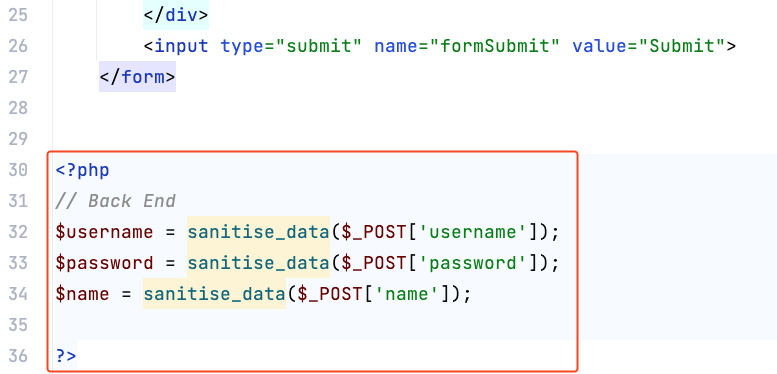 25 </div>
26 <input type="submit" name="formSubmit" value="Submit">
27 </form>
28
29
30 <?php
31 // Back End
32 $username = sanitise_data($_POST['username']);
33 $password = sanitise_data($_POST['password']);
34 $name = sanitise_data($_POST['name']);
35
36 ?>